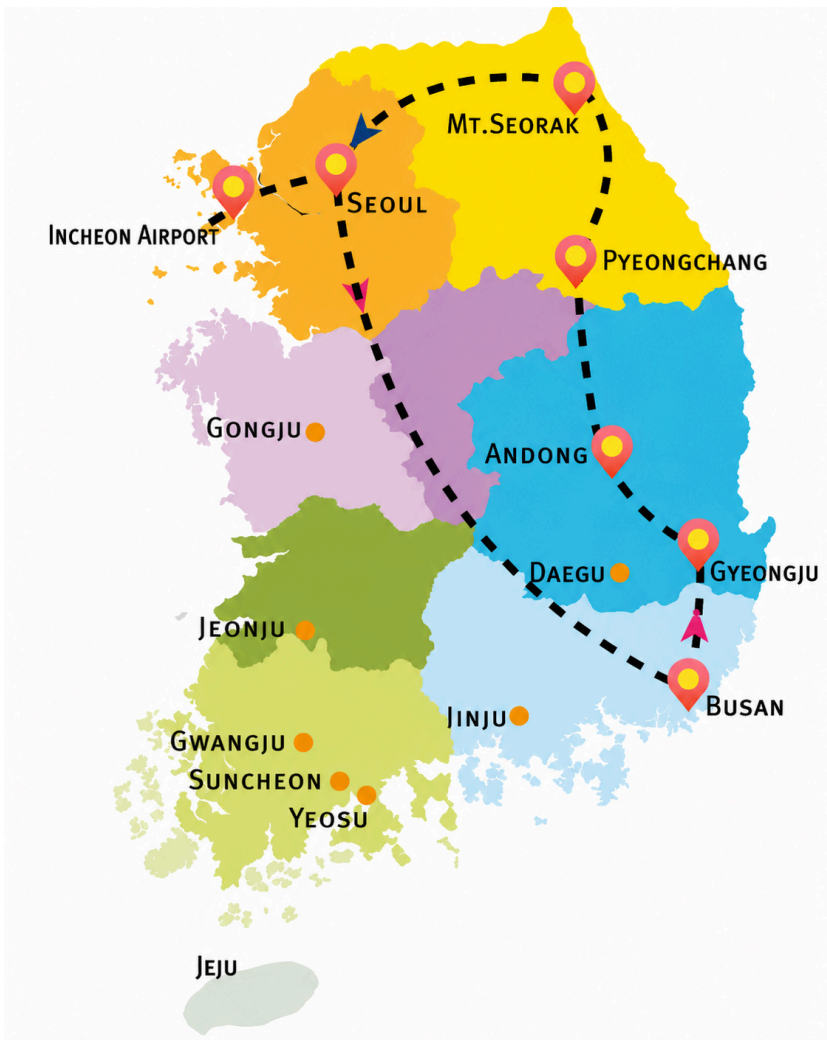 MT.SEORAK
SEOUL
INCHEON AIRPORT
PYEONGCHANG
GONGJU
ANDONG
DAEGU
GYEONGJU
JEONJU
BUSAN
JINJU
GWANGJU
SUNCHEON
YEOSU
JEJU